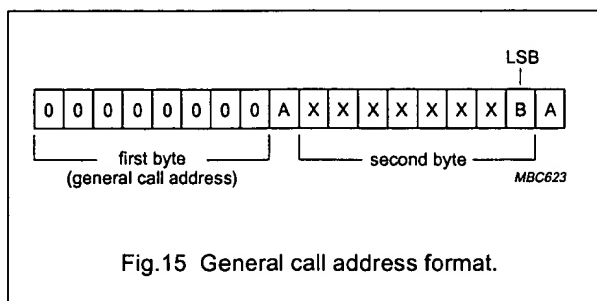 LSB
0 0 0 0 0 0 0 0 A X X X X X X X B A
first byte
(general call address)
second byte
MBC623
Fig.15 General call address format.